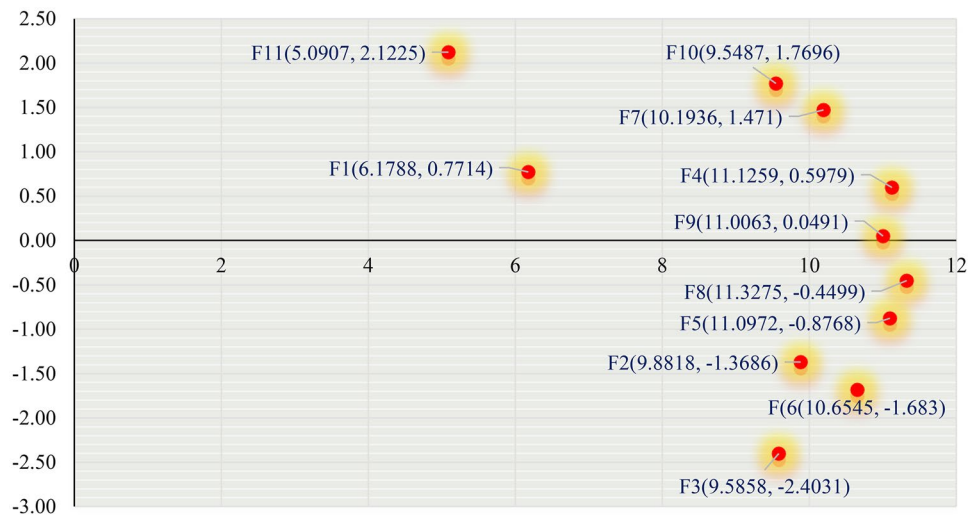 2.50
F11(5.0907, 2.1225)
F10(9.5487, 1.7696)
2.00
1.50
F7(10.1936, 1.471)
1.00
F1(6.1788, 0.7714)
F4(11.1259, 0.5979)
0.50
F9(11.0063, 0.0491)
0.00
0 2 4 6 8 10 12
-0.50
F8(11.3275, -0.4499)
F5(11.0972, -0.8768)
-1.00
F2(9.8818, -1.3686)
-1.50
F(6(10.6545, -1.683)
-2.00
-2.50
F3(9.5858, -2.4031)
-3.00